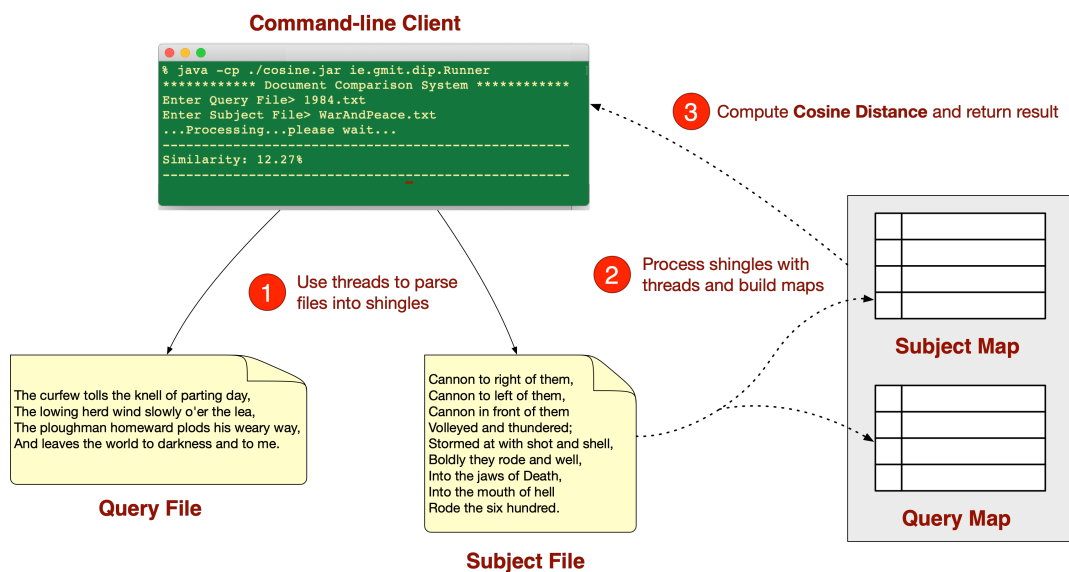 Command-line Client
% java -cp ./cosine.jar ie.gmit.dip.Runner
************ Document Comparison System ************
Enter Query File> 1984.txt
Enter Subject File> WarAndPeace.txt
...Processing...please wait...
----------------------------------------------------
Similarity: 12.27%
----------------------------------------------------
3 Compute Cosine Distance and return result
1 Use threads to parse
files into shingles
2 Process shingles with
threads and build maps
Subject Map
Query Map
The curfew tolls the knell of parting day,
The lowing herd wind slowly o'er the lea,
The ploughman homeward plods his weary way,
And leaves the world to darkness and to me.
Query File
Cannon to right of them,
Cannon to left of them,
Cannon in front of them
Volleyed and thundered;
Stormed at with shot and shell,
Boldly they rode and well,
Into the jaws of Death,
Into the mouth of hell
Rode the six hundred.
Subject File